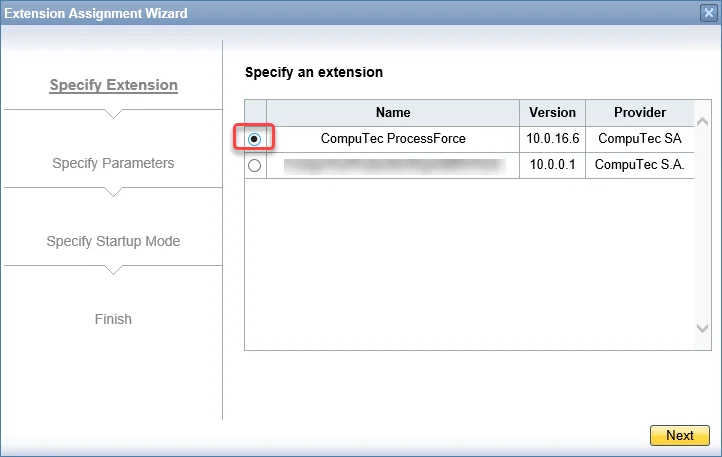 Extension Assignment Wizard
Specify Extension
Specify Parameters
Specify Startup Mode
Finish
Specify an extension
Name Version Provider
CompuTec ProcessForce 10.0.16.6 CompuTec SA
10.0.0.1 CompuTec S.A.
Next